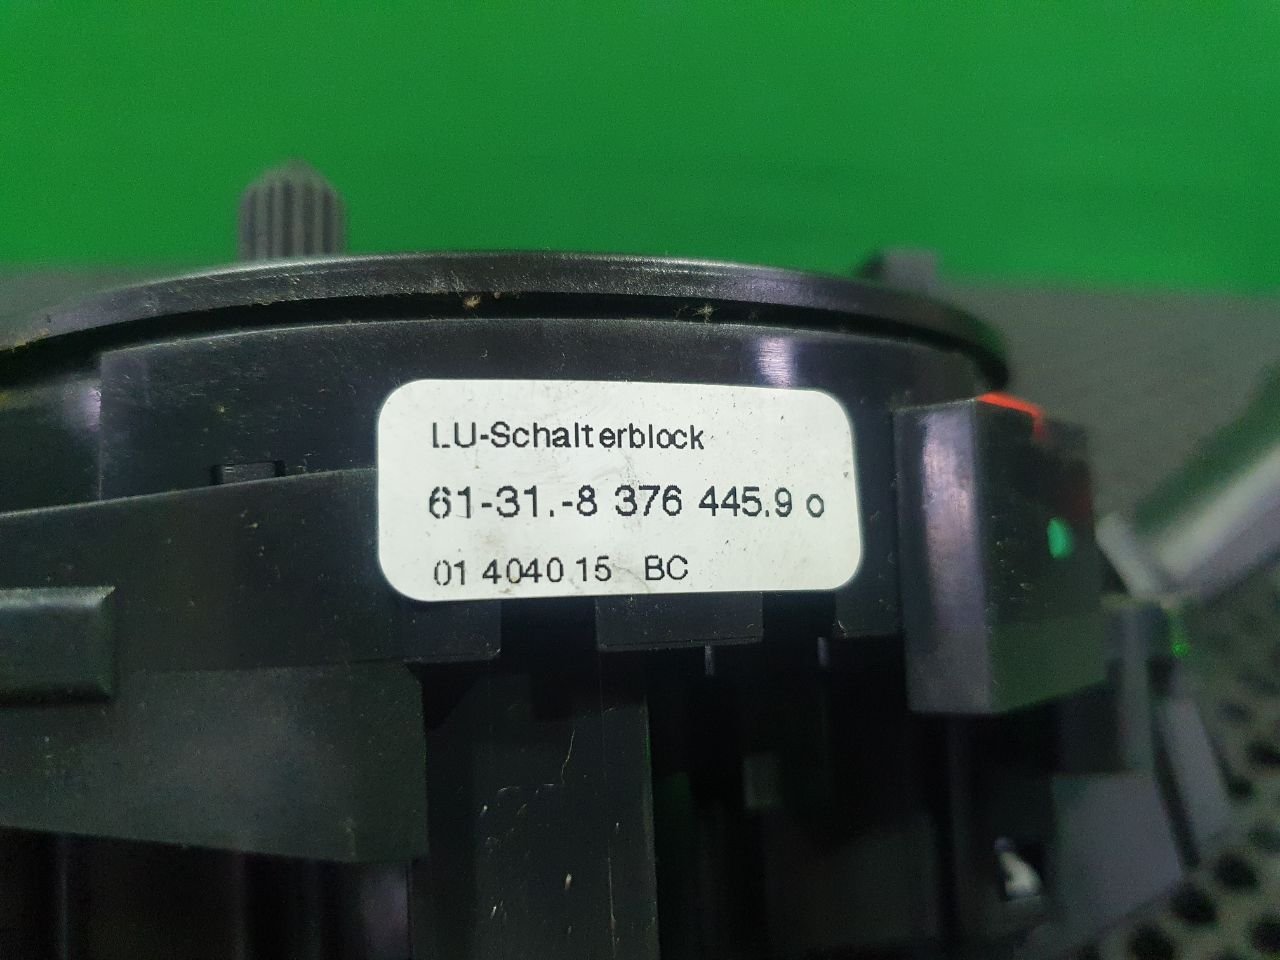 LU-Schalterblock
61-31.-8 376 445.9 o
01 4040 15 BC